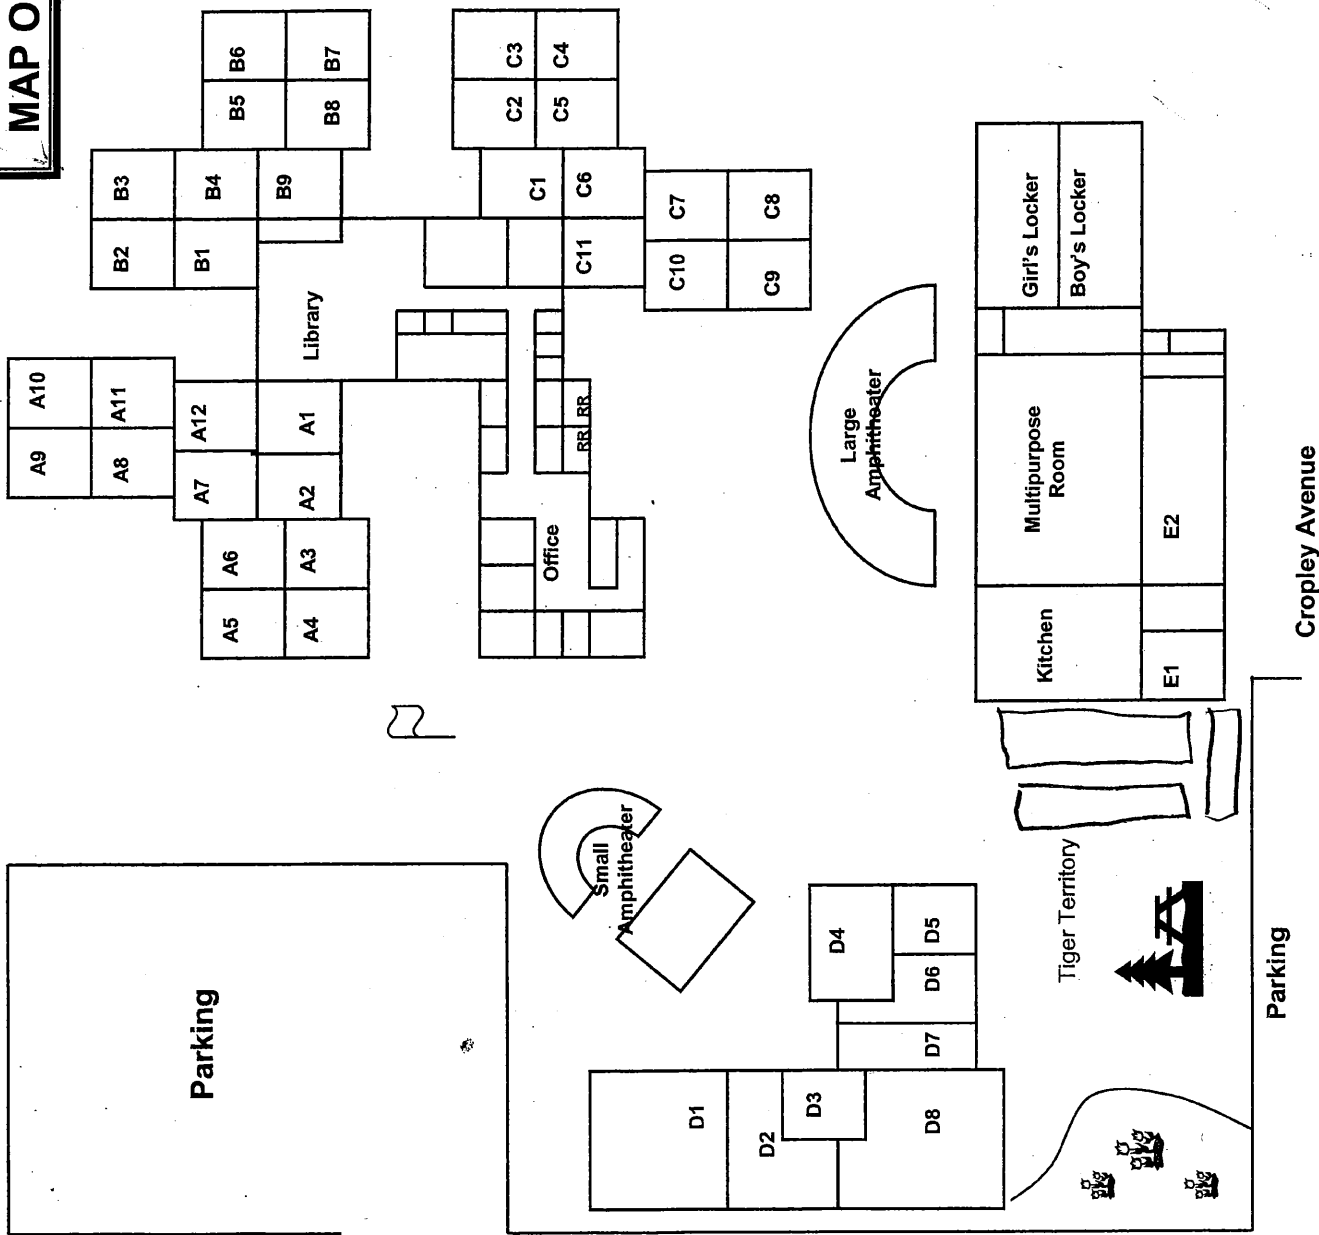 MAP O
B6
B7
B5
B8
B3
B4
B9
B2
B1
C3
C4
C2
C5
C1
C6
C11
C7
C8
C10
C9
Library
A10
A11
A9
A8
A12
A1
A7
A2
A6
A3
A5
A4
RR
RR
Office
Girl's Locker
Boy's Locker
Large
Amphitheater
Multipurpose
Room
Kitchen
E2
E1
Cropley Avenue
Small
Amphitheater
Parking
D4
D5
D6
D7
D1
D2
D3
D8
Tiger Territory
Parking